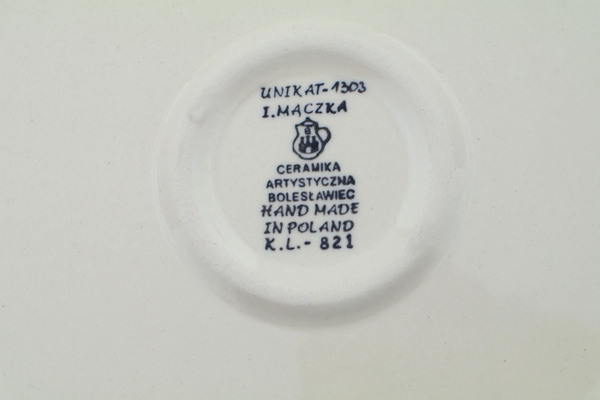 UNIKAT-1303
I.MĄCZKA
CERAMIKA
ARTYSTYCZNA
BOLESŁAWIEC
HAND MADE
IN POLAND
K.L.-821